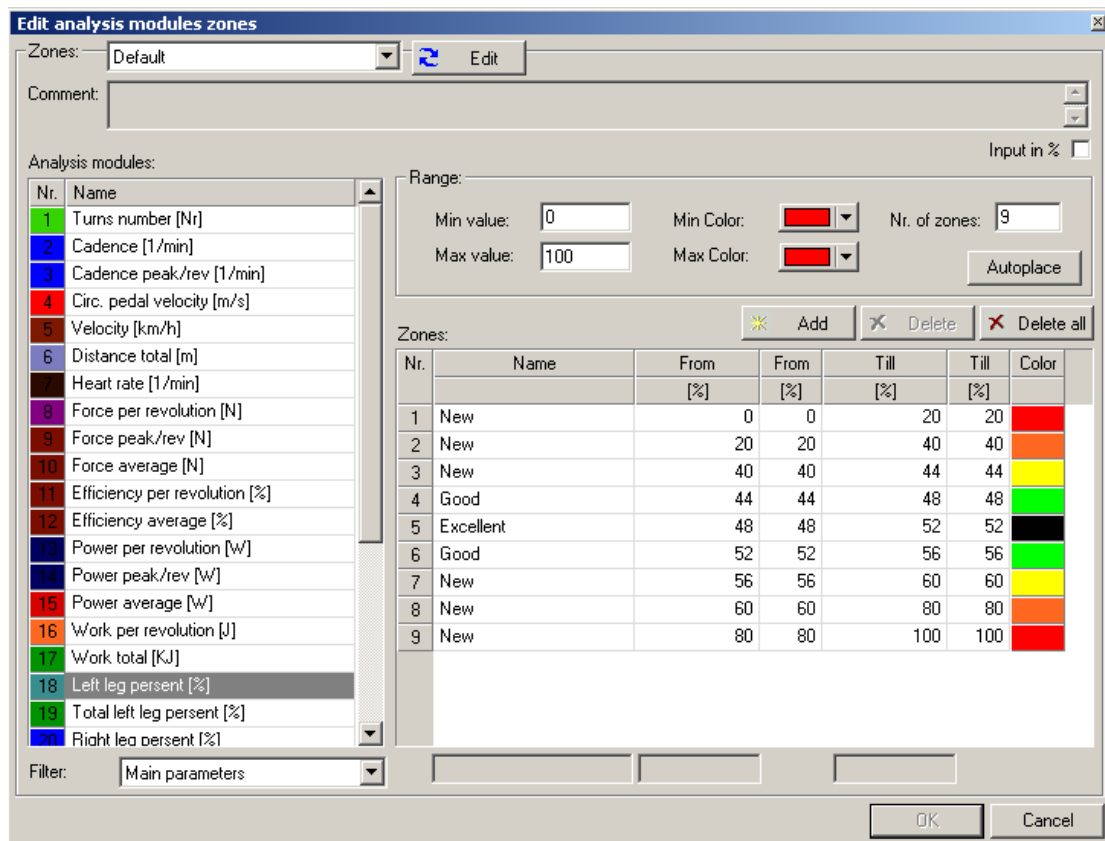 Edit analysis modules zones
Zones: Default Edit
Comment:
Input in %
Analysis modules:
Nr. Name
1 Turns number [Nr]
2 Cadence [1/min]
3 Cadence peak/rev [1/min]
4 Circ. pedal velocity [m/s]
5 Velocity [km/h]
6 Distance total [m]
7 Heart rate [1/min]
8 Force per revolution [N]
9 Force peak/rev [N]
10 Force average [N]
11 Efficiency per revolution [%]
12 Efficiency average [%]
13 Power per revolution [W]
14 Power peak/rev [W]
15 Power average [W]
16 Work per revolution [J]
17 Work total [KJ]
18 Left leg persent [%]
19 Total left leg persent [%]
20 Right leg persent [%]
Filter: Main parameters
Range:
Min value: 0 Min Color: Nr. of zones: 9
Max value: 100 Max Color:
Autoplace
Zones: Add Delete Delete all
Nr. Name From From Till Till Color
[%] [%] [%] [%]
1 New 0 0 20 20
2 New 20 20 40 40
3 New 40 40 44 44
4 Good 44 44 48 48
5 Excellent 48 48 52 52
6 Good 52 52 56 56
7 New 56 56 60 60
8 New 60 60 80 80
9 New 80 80 100 100
OK Cancel